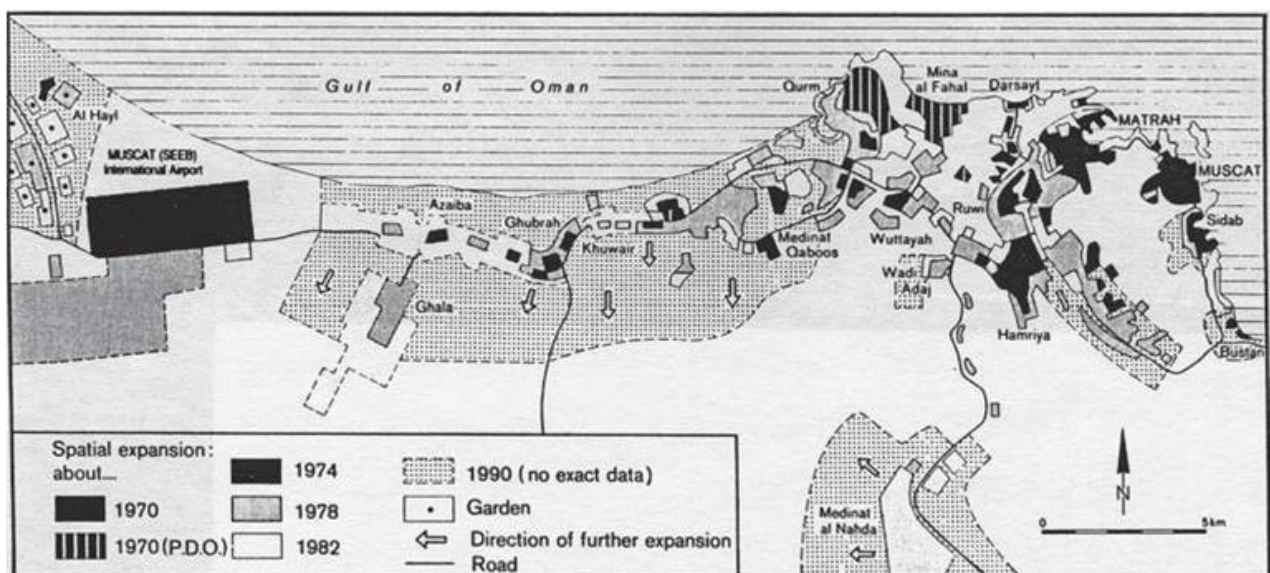 Gulf of Oman
Al Hayl
MUSCAT (SEEB)
International Airport
Azaiba
Ghubrah
Khuwair
Ghala
Qurm
Mina
al Fahal
Darsayt
MATRAH
MUSCAT
Sidab
Ruwi
Wuttayah
Medinat
Qaboos
Wadi
Adaj
Hamriya
Bustan
Medinat
al Nahda
N
0 5km
Spatial expansion:
about...
1970
1970 (P.D.O.)
1974
1978
1982
1990 (no exact data)
Garden
Direction of further expansion
Road